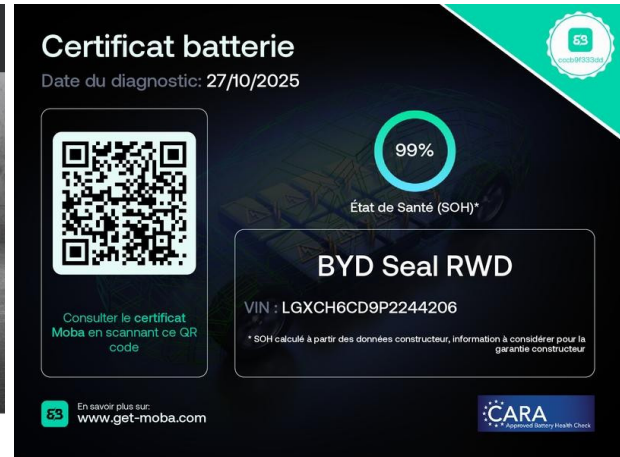 Certificat batterie
Date du diagnostic: 27/10/2025
cccb9f333dd
99%
État de Santé (SOH)*
BYD Seal RWD
VIN : LGXCH6CD9P2244206
* SOH calculé à partir des données constructeur, information à considérer pour la
garantie constructeur
Consulter le certificat
Moba en scannant ce QR
code
En savoir plus sur:
www.get-moba.com
CARA
Approved Battery Health Check